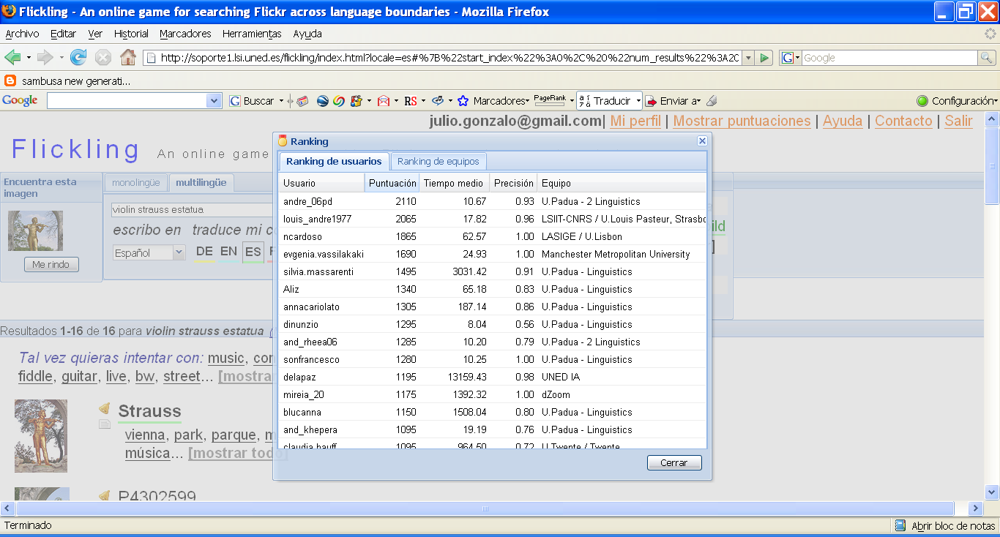 Flickling - An online game for searching Flickr across language boundaries - Mozilla Firefox
Archivo Editar Ver Historial Marcadores Herramientas Ayuda
http://soporte1.lsi.uned.es/flickling/index.html?locale=es#%7B%22start_index%22%3A0%2C%20%22num_results%22%3A2C Google
sambusa new generati...
Google Buscar RS Marcadores PageRank Traducir Enviar a Configuración
julio.gonzalo@gmail.com| Mi perfil | Mostrar puntuaciones | Ayuda | Contacto | Salir
Flickling An online game
Encuentra esta imagen
Me rindo
monolingüe multilingüe
violin strauss estatua
escribo en traduce mi c
Español DE EN ES
ild
]
Ranking
Ranking de usuarios Ranking de equipos
Usuario Puntuación Tiempo medio Precisión Equipo
andre_06pd 2110 10.67 0.93 U.Padua - 2 Linguistics
louis_andre1977 2065 17.82 0.96 LSIIT-CNRS / U.Louis Pasteur, Strasbo
ncardoso 1865 62.57 1.00 LASIGE / U.Lisbon
evgenia.vassilakaki 1690 24.93 1.00 Manchester Metropolitan University
silvia.massarenti 1495 3031.42 0.91 U.Padua - Linguistics
Aliz 1340 65.18 0.83 U.Padua - Linguistics
annacariolato 1305 187.14 0.86 U.Padua - Linguistics
dinunzio 1295 8.04 0.56 U.Padua - Linguistics
and_rheea06 1285 10.20 0.79 U.Padua - 2 Linguistics
sonfrancesco 1280 10.25 1.00 U.Padua - Linguistics
delapaz 1195 13159.43 0.98 UNED IA
mireia_20 1175 1392.32 1.00 dZoom
blucanna 1150 1508.04 0.80 U.Padua - Linguistics
and_khepera 1095 19.19 0.76 U.Padua - Linguistics
claudia.hauff 1095 964.50 0.72 U.Twente / Twente
Cerrar
Resultados 1-16 de 16 para violin strauss estatua (
Tal vez quieras intentar con: music, con
fiddle, guitar, live, bw, street... [mostrar
Strauss
vienna, park, parque, m
música... [mostrar todo]
P4302599
Terminado Abrir bloc de notas